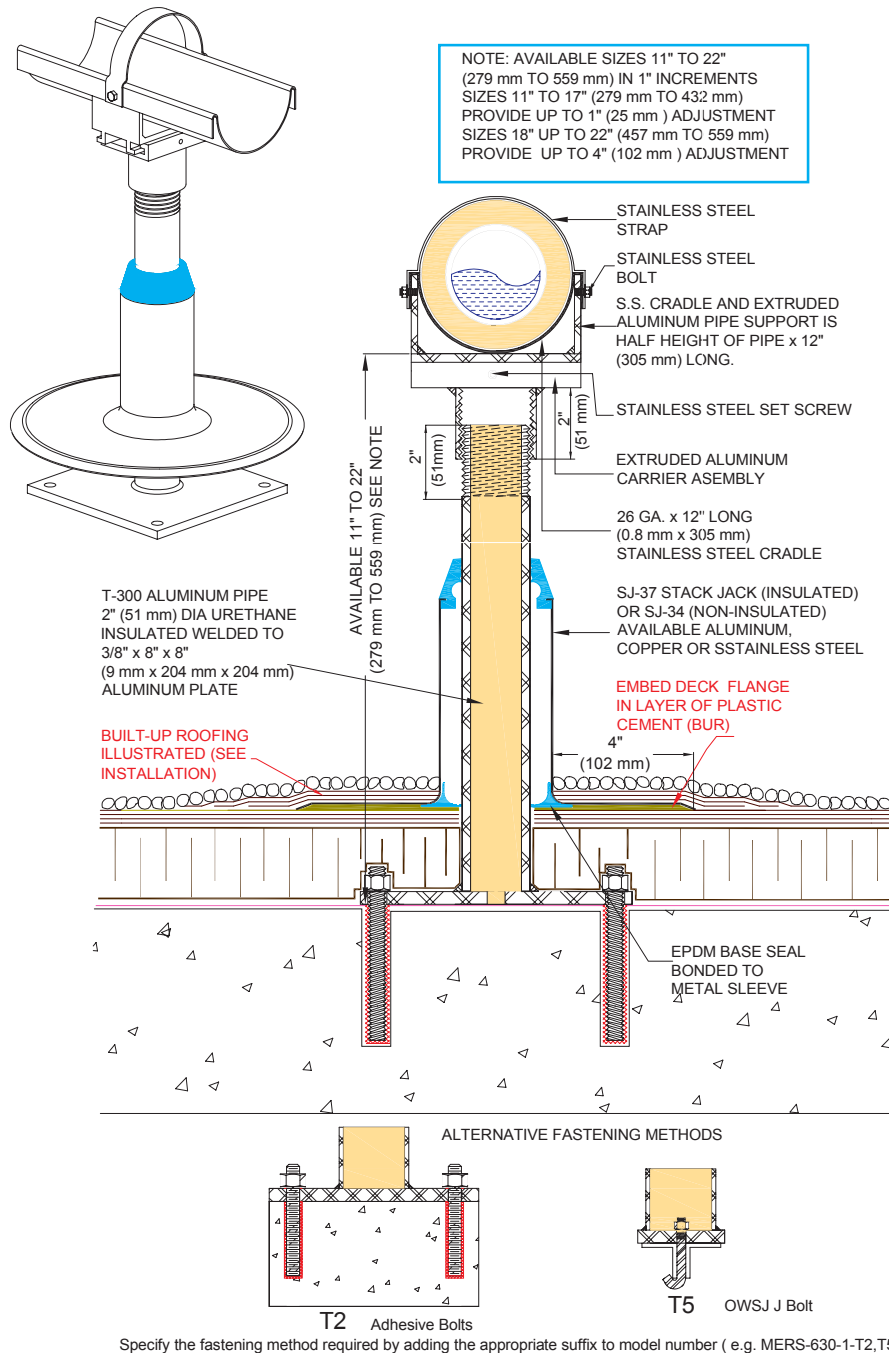 NOTE: AVAILABLE SIZES 11" TO 22"
(279 mm TO 559 mm) IN 1" INCREMENTS
SIZES 11" TO 17" (279 mm TO 432 mm)
PROVIDE UP TO 1" (25 mm ) ADJUSTMENT
SIZES 18" UP TO 22" (457 mm TO 559 mm)
PROVIDE UP TO 4" (102 mm ) ADJUSTMENT
STAINLESS STEEL
STRAP
STAINLESS STEEL
BOLT
S.S. CRADLE AND EXTRUDED
ALUMINUM PIPE SUPPORT IS
HALF HEIGHT OF PIPE x 12"
(305 mm) LONG.
STAINLESS STEEL SET SCREW
2"
(51 mm)
2"
(51mm)
EXTRUDED ALUMINUM
CARRIER ASEMBLY
26 GA. x 12" LONG
(0.8 mm x 305 mm)
STAINLESS STEEL CRADLE
AVAILABLE 11" TO 22"
(279 mm TO 559 mm) SEE NOTE
T-300 ALUMINUM PIPE
2" (51 mm) DIA URETHANE
INSULATED WELDED TO
3/8" x 8" x 8"
(9 mm x 204 mm x 204 mm)
ALUMINUM PLATE
SJ-37 STACK JACK (INSULATED)
OR SJ-34 (NON-INSULATED)
AVAILABLE ALUMINUM,
COPPER OR SSTAINLESS STEEL
EMBED DECK FLANGE
IN LAYER OF PLASTIC
CEMENT (BUR)
4"
(102 mm)
BUILT-UP ROOFING
ILLUSTRATED (SEE
INSTALLATION)
EPDM BASE SEAL
BONDED TO
METAL SLEEVE
ALTERNATIVE FASTENING METHODS
T2 Adhesive Bolts
T5 OWSJ J Bolt
Specify the fastening method required by adding the appropriate suffix to model number ( e.g. MERS-630-1-T2,T5